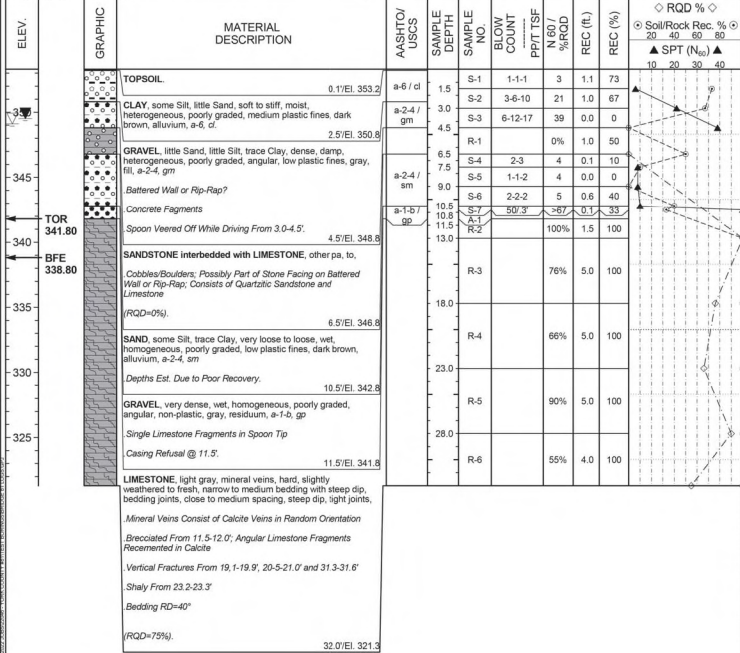 ◇ RQD % ◇
⊙ Soil/Rock Rec. % ⊙
20 40 60 80
▲ SPT (N60) ▲
10 20 30 40
ELEV.
GRAPHIC
MATERIAL DESCRIPTION
AASHTO/ USCS
SAMPLE DEPTH
SAMPLE NO.
BLOW COUNT
--------
PP/T TSF
N 60 / %RQD
REC (ft.)
REC (%)
TOPSOIL.
0.1'/El. 353.2
CLAY, some Silt, little Sand, soft to stiff, moist,
heterogeneous, poorly graded, medium plastic fines, dark
brown, alluvium, a-6, cl.
2.5'/El. 350.8
GRAVEL, little Sand, little Silt, trace Clay, dense, damp,
heterogeneous, poorly graded, angular, low plastic fines, gray,
fill, a-2-4, gm
.Battered Wall or Rip-Rap?
.Concrete Fagments
.Spoon Veered Off While Driving From 3.0-4.5'.
4.5'/El. 348.8
SANDSTONE interbedded with LIMESTONE, other pa, to,
.Cobbles/Boulders; Possibly Part of Stone Facing on Battered
Wall or Rip-Rap; Consists of Quartzitic Sandstone and
Limestone
(RQD=0%).
6.5'/El. 346.8
SAND, some Silt, trace Clay, very loose to loose, wet,
homogeneous, poorly graded, low plastic fines, dark brown,
alluvium, a-2-4, sm
.Depths Est. Due to Poor Recovery.
10.5'/El. 342.8
GRAVEL, very dense, wet, homogeneous, poorly graded,
angular, non-plastic, gray, residuum, a-1-b, gp
.Single Limestone Fragments in Spoon Tip
.Casing Refusal @ 11.5'.
11.5'/El. 341.8
LIMESTONE, light gray, mineral veins, hard, slightly
weathered to fresh, narrow to medium bedding with steep dip,
bedding joints, close to medium spacing, steep dip, tight joints,
.Mineral Veins Consist of Calcite Veins in Random Orentation
.Brecciated From 11.5-12.0'; Angular Limestone Fragments
Recemented in Calcite
.Vertical Fractures From 19,1-19.9', 20-5-21.0' and 31.3-31.6'
.Shaly From 23.2-23.3'
.Bedding RD=40°
(RQD=75%).
32.0'/El. 321.3
345
340
335
330
325
TOR
341.80
BFE
338.80
a-6 / cl
a-2-4 / gm
a-2-4 / sm
a-1-b / gp
1.5
3.0
4.5
6.5
7.5
9.0
10.5
10.8
11.5
13.0
18.0
23.0
28.0
S-1 1-1-1 3 1.1 73
S-2 3-6-10 21 1.0 67
S-3 6-12-17 39 0.0 0
R-1 0% 1.0 50
S-4 2-3 4 0.1 10
S-5 1-1-2 4 0.0 0
S-6 2-2-2 5 0.6 40
S-7 50/.3' >67 0.1 33
A-1
R-2 100% 1.5 100
R-3 76% 5.0 100
R-4 66% 5.0 100
R-5 90% 5.0 100
R-6 55% 4.0 100